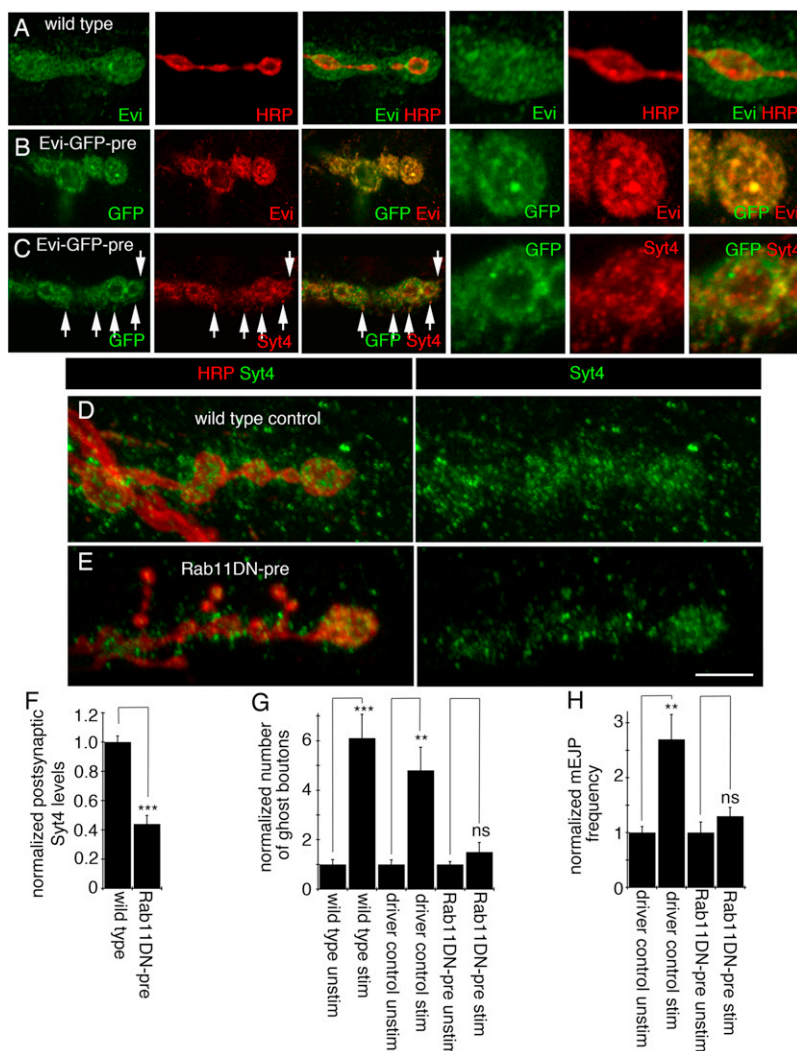 A wild type
Evi
HRP
Evi HRP
Evi
HRP
Evi HRP
B Evi-GFP-pre
GFP
Evi
GFP Evi
GFP
Evi
GFP Evi
C Evi-GFP-pre
GFP
Syt4
GFP Syt4
GFP
Syt4
GFP Syt4
HRP Syt4
Syt4
D wild type control
E Rab11DN-pre
F
normalized postsynaptic
Syt4 levels
1.2
1.0
0.8
0.6
0.4
0.2
0
***
wild type
Rab11DN-pre
G
normalized number
of ghost boutons
6
4
2
0
***
**
ns
wild type unstim
wild type stim
driver control unstim
driver control stim
Rab11DN-pre unstim
Rab11DN-pre stim
H
normalized mEJP
frequency
3
2
1
0
**
ns
driver control unstim
driver control stim
Rab11DN-pre unstim
Rab11DN-pre stim